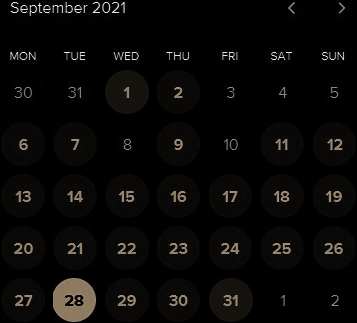 September 2021
MON TUE WED THU FRI SAT SUN
30 31 1 2 3 4 5
6 7 8 9 10 11 12
13 14 15 16 17 18 19
20 21 22 23 24 25 26
27 28 29 30 31 1 2